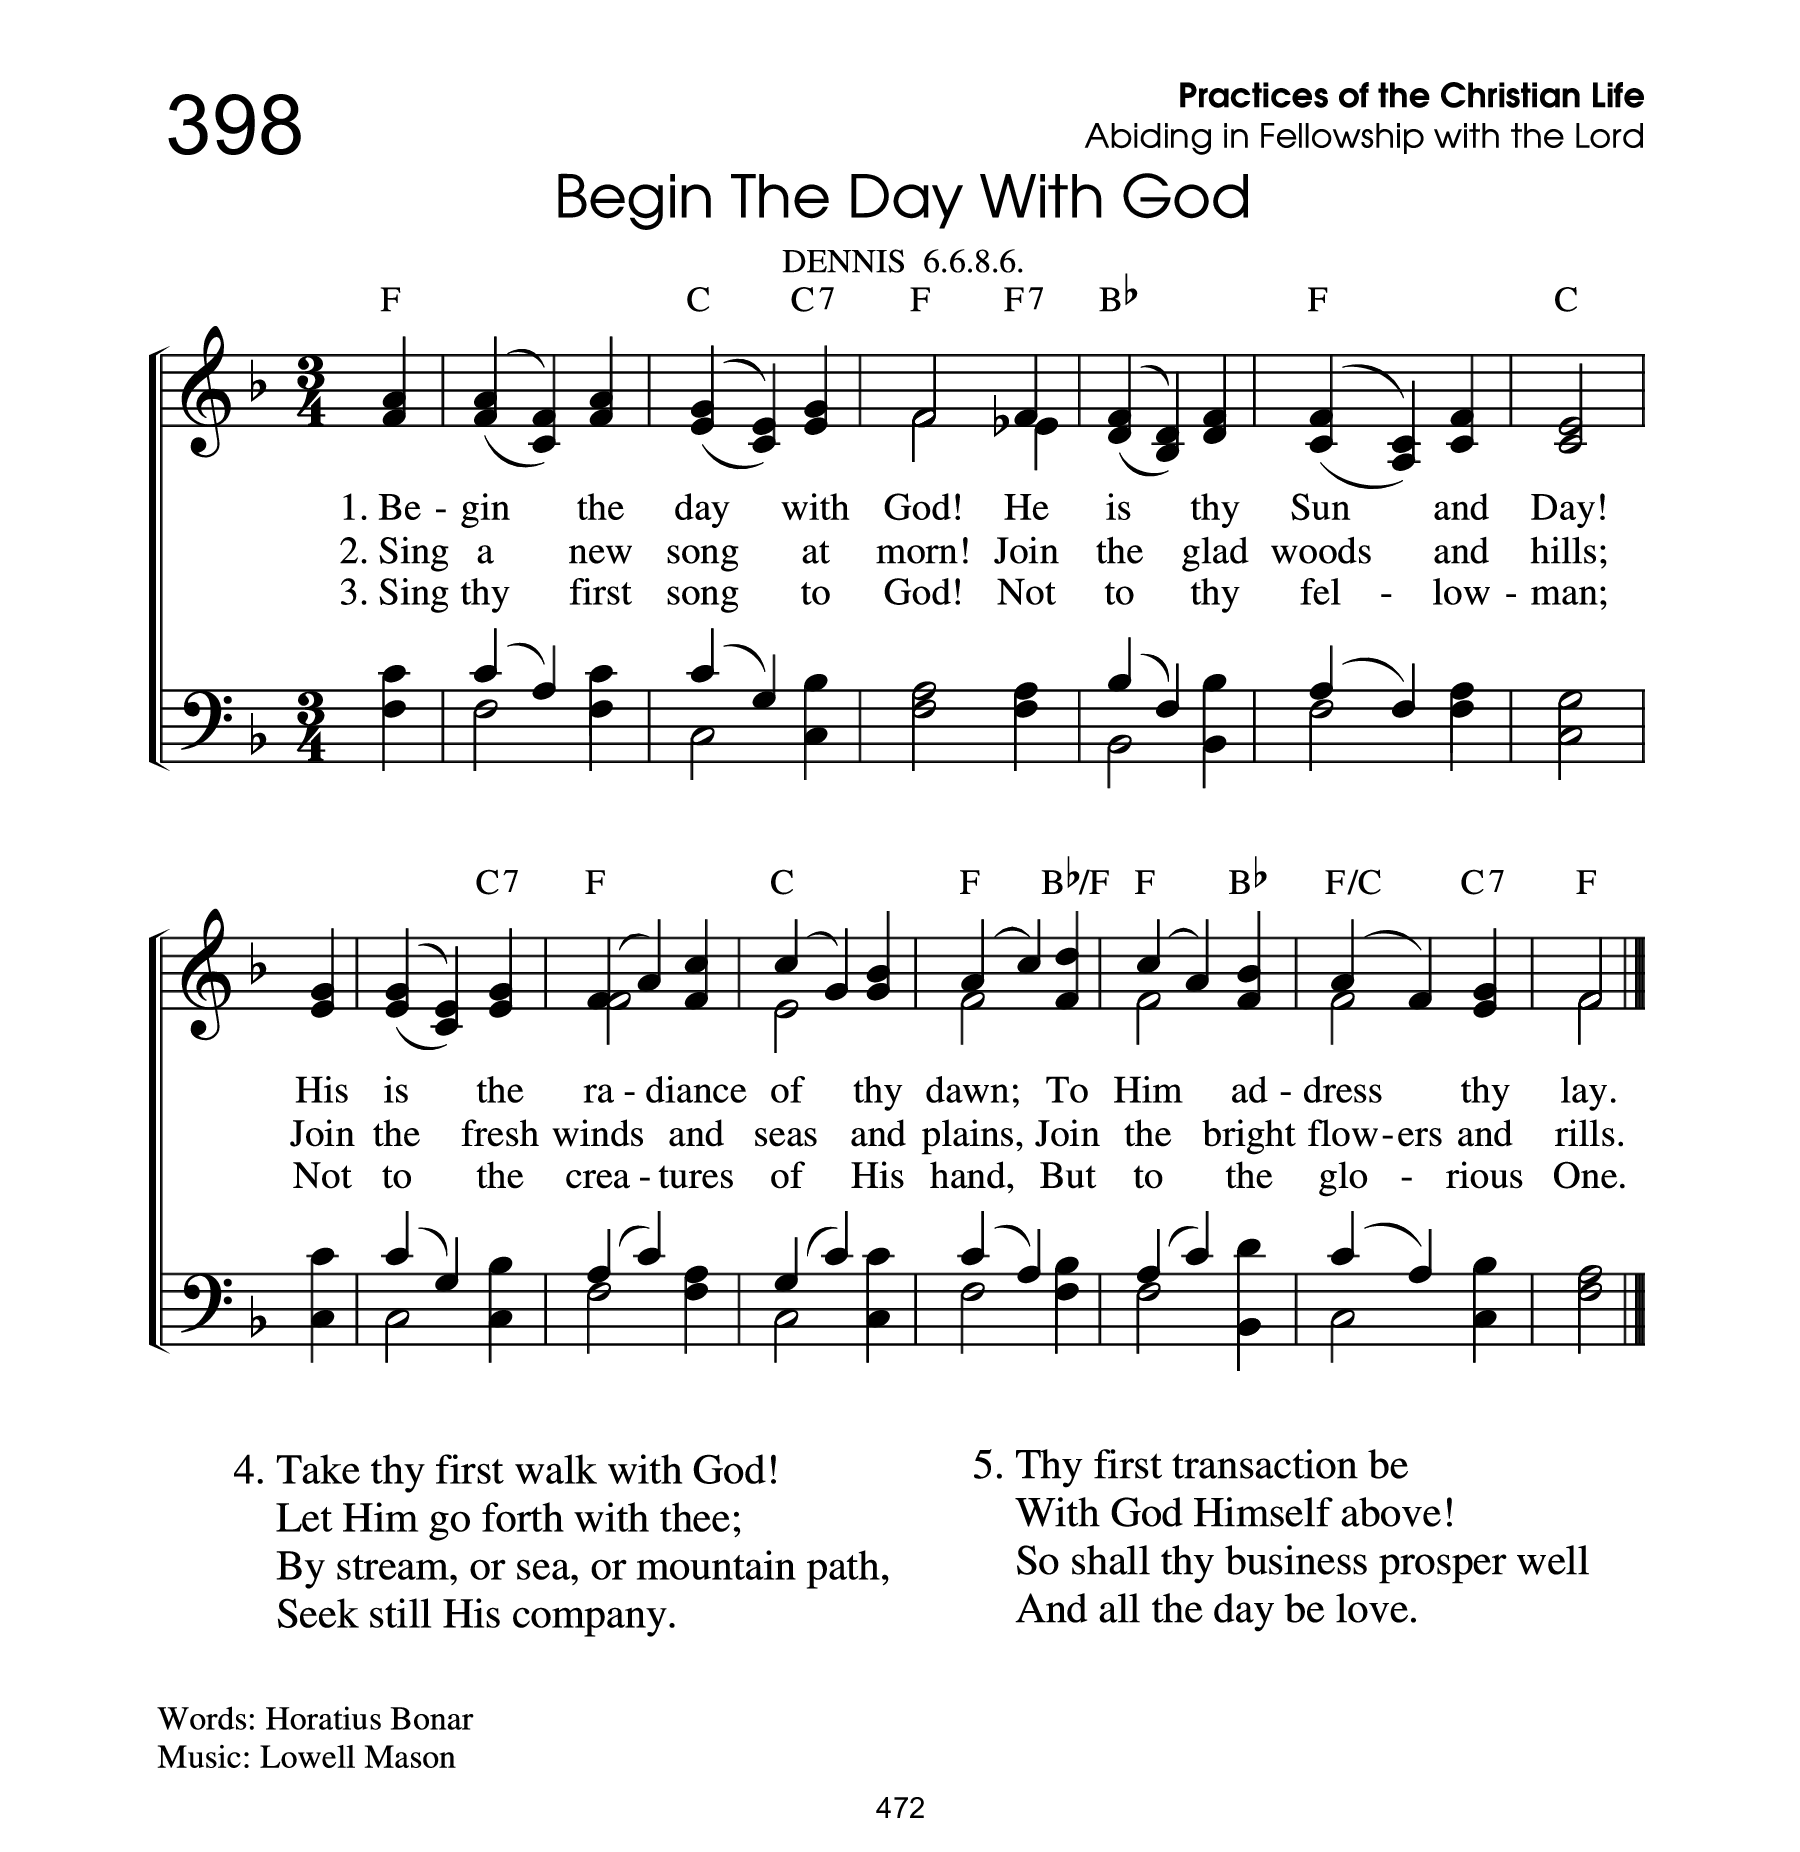 398
Practices of the Christian Life
Abiding in Fellowship with the Lord
Begin The Day With God
DENNIS 6.6.8.6.
F C C7 F F7 B♭ F C
3 4
1. Be - gin the day with God! He is thy Sun and Day!
2. Sing a new song at morn! Join the glad woods and hills;
3. Sing thy first song to God! Not to thy fel - low - man;
3 4
C7 F C F B♭/F F B♭ F/C C7 F
His is the ra - diance of thy dawn; To Him ad - dress thy lay.
Join the fresh winds and seas and plains, Join the bright flow - ers and rills.
Not to the crea - tures of His hand, But to the glo - rious One.
4. Take thy first walk with God!
Let Him go forth with thee;
By stream, or sea, or mountain path,
Seek still His company.
5. Thy first transaction be
With God Himself above!
So shall thy business prosper well
And all the day be love.
Words: Horatius Bonar
Music: Lowell Mason
472